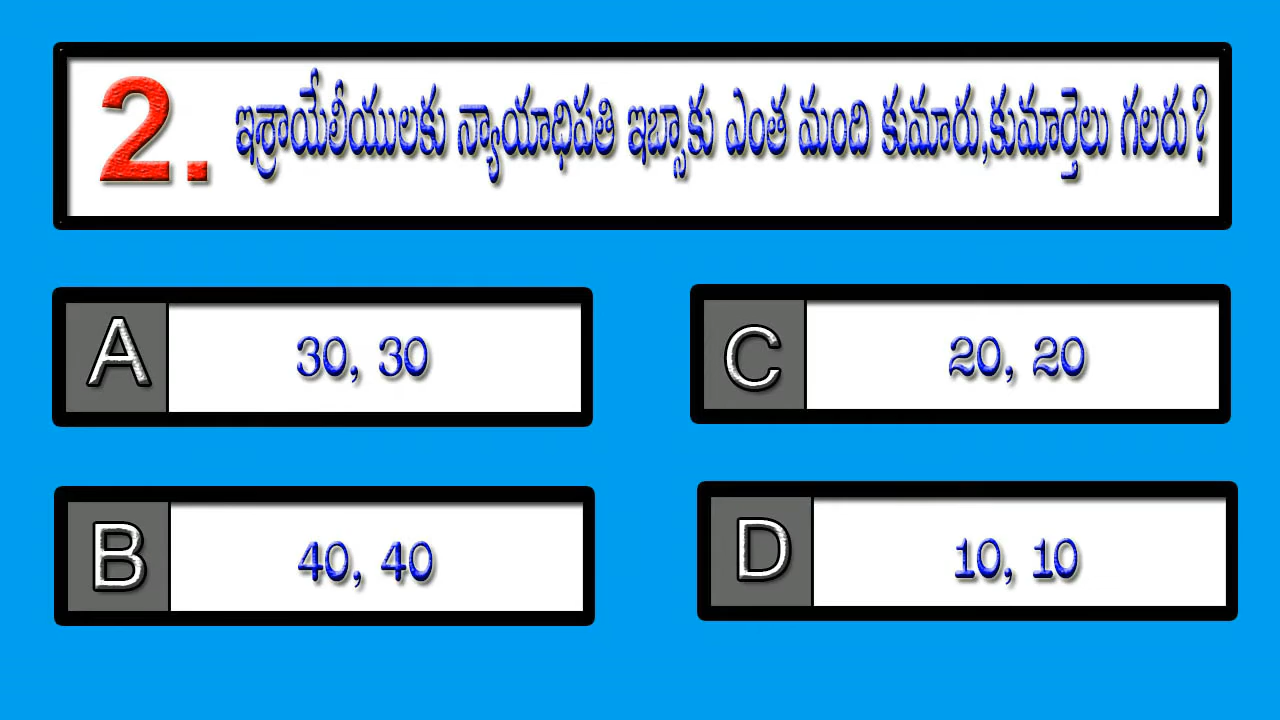 2. ఇశ్రాయేలీయులకు న్యాయాధిపతి ఇబ్సాకు ఎంత మంది కుమారు,కుమార్తెలు గలరు?
A 30, 30
C 20, 20
B 40, 40
D 10, 10